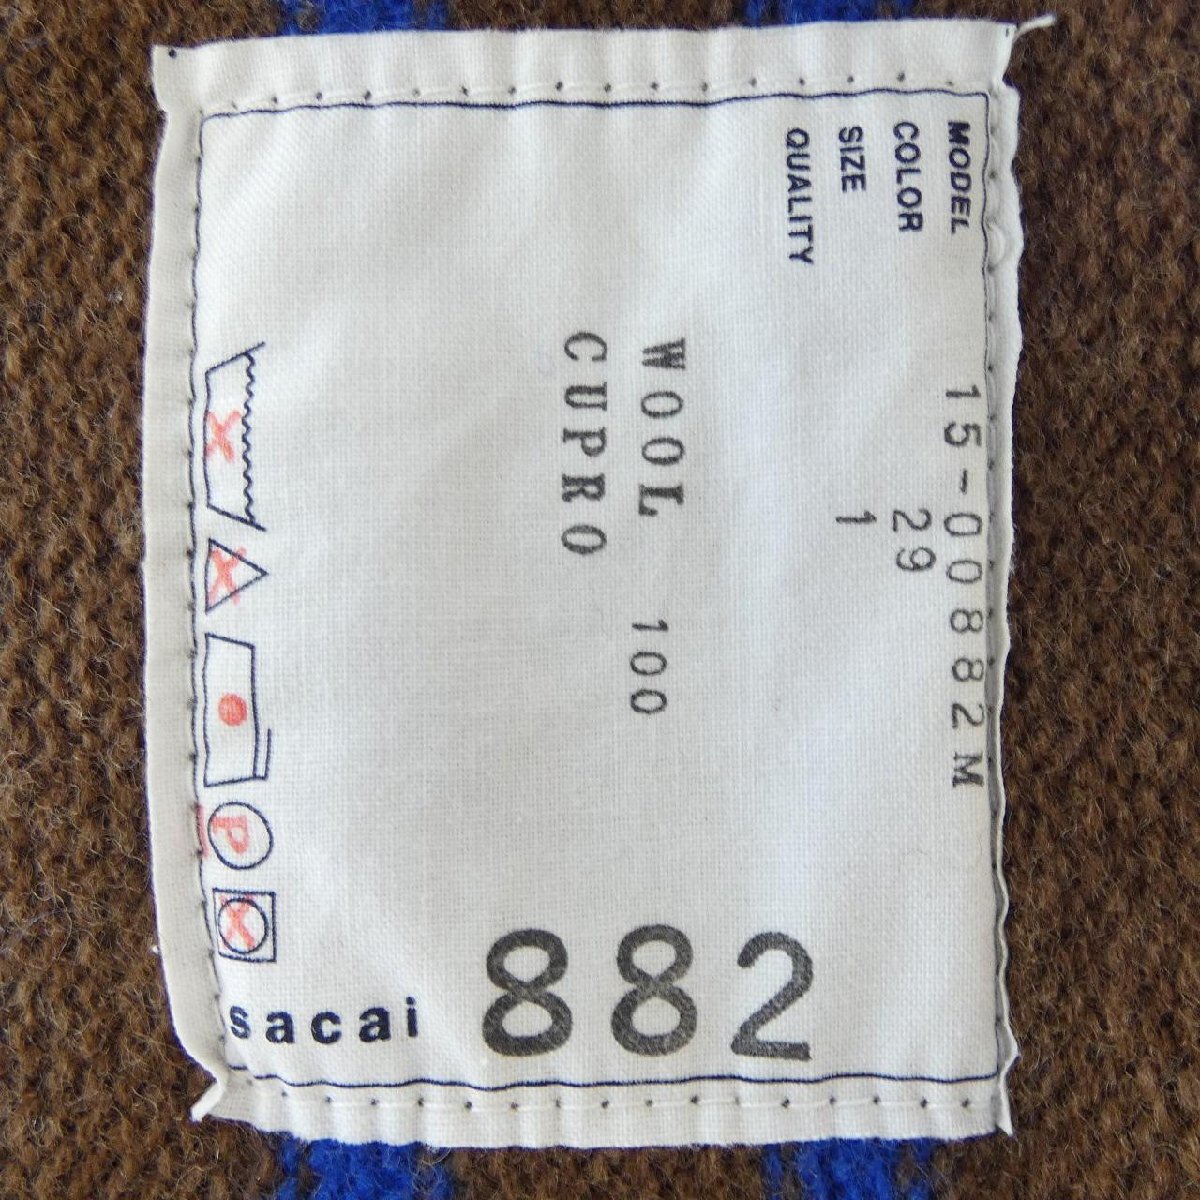 MODEL 15-00882M
COLOR 29
SIZE 1
QUALITY
WOOL 100
CUPRO
P
sacai
882